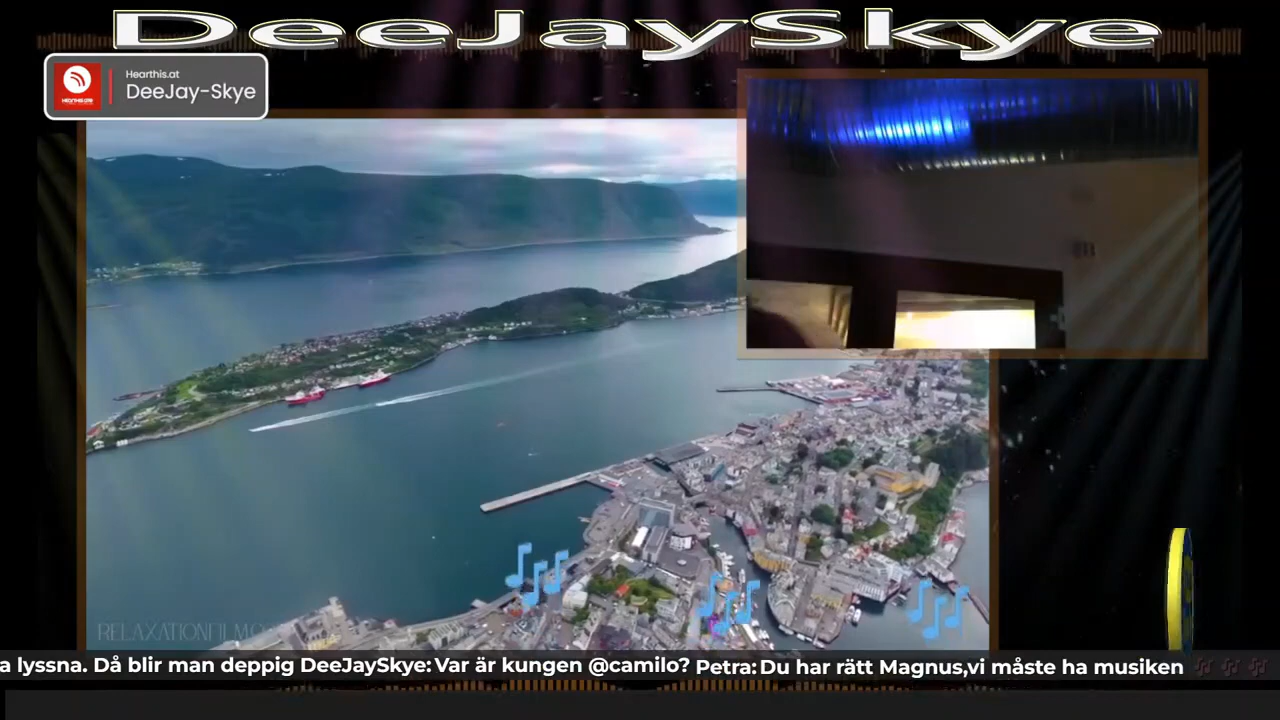 DeeJaySkye
Hearthis.at
DeeJay-Skye
RELAXATIONFILM
a lyssna. Då blir man deppig DeeJaySkye: Var är kungen @camilo? Petra: Du har rätt Magnus,vi måste ha musiken